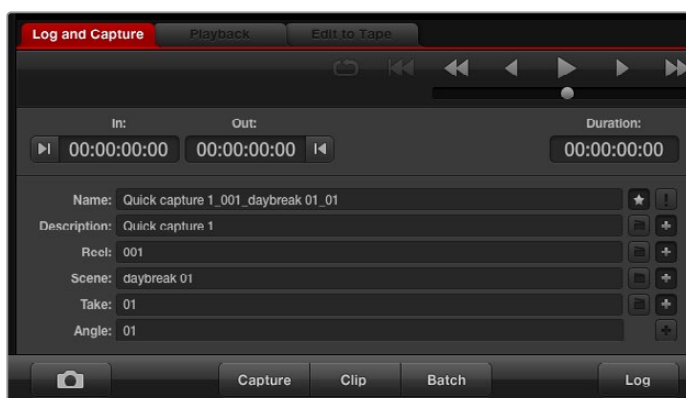 Log and Capture Playback Edit to Tape
In: Out: Duration:
00:00:00:00 00:00:00:00 00:00:00:00
Name: Quick capture 1_001_daybreak 01_01
Description: Quick capture 1
Reel: 001
Scene: daybreak 01
Take: 01
Angle: 01
Capture Clip Batch Log